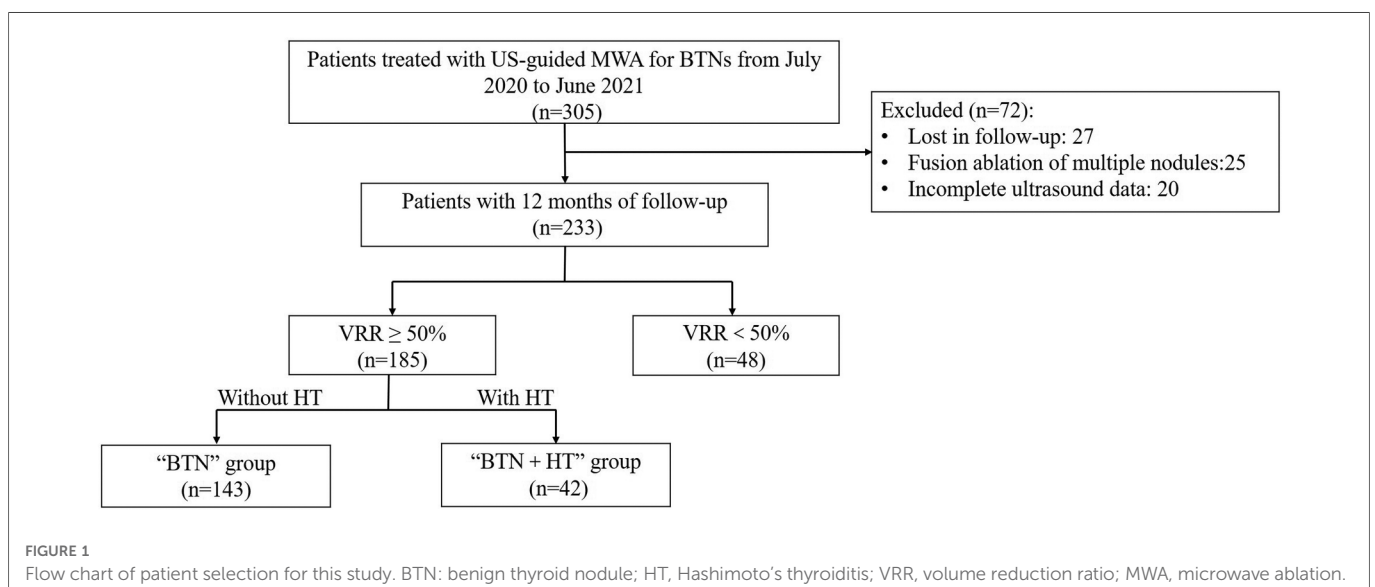 Patients treated with US-guided MWA for BTNs from July
2020 to June 2021
(n=305)
Excluded (n=72):
• Lost in follow-up: 27
• Fusion ablation of multiple nodules:25
• Incomplete ultrasound data: 20
Patients with 12 months of follow-up
(n=233)
VRR ≥ 50%
(n=185)
VRR < 50%
(n=48)
Without HT
With HT
“BTN” group
(n=143)
“BTN + HT” group
(n=42)
FIGURE 1
Flow chart of patient selection for this study. BTN: benign thyroid nodule; HT, Hashimoto’s thyroiditis; VRR, volume reduction ratio; MWA, microwave ablation.